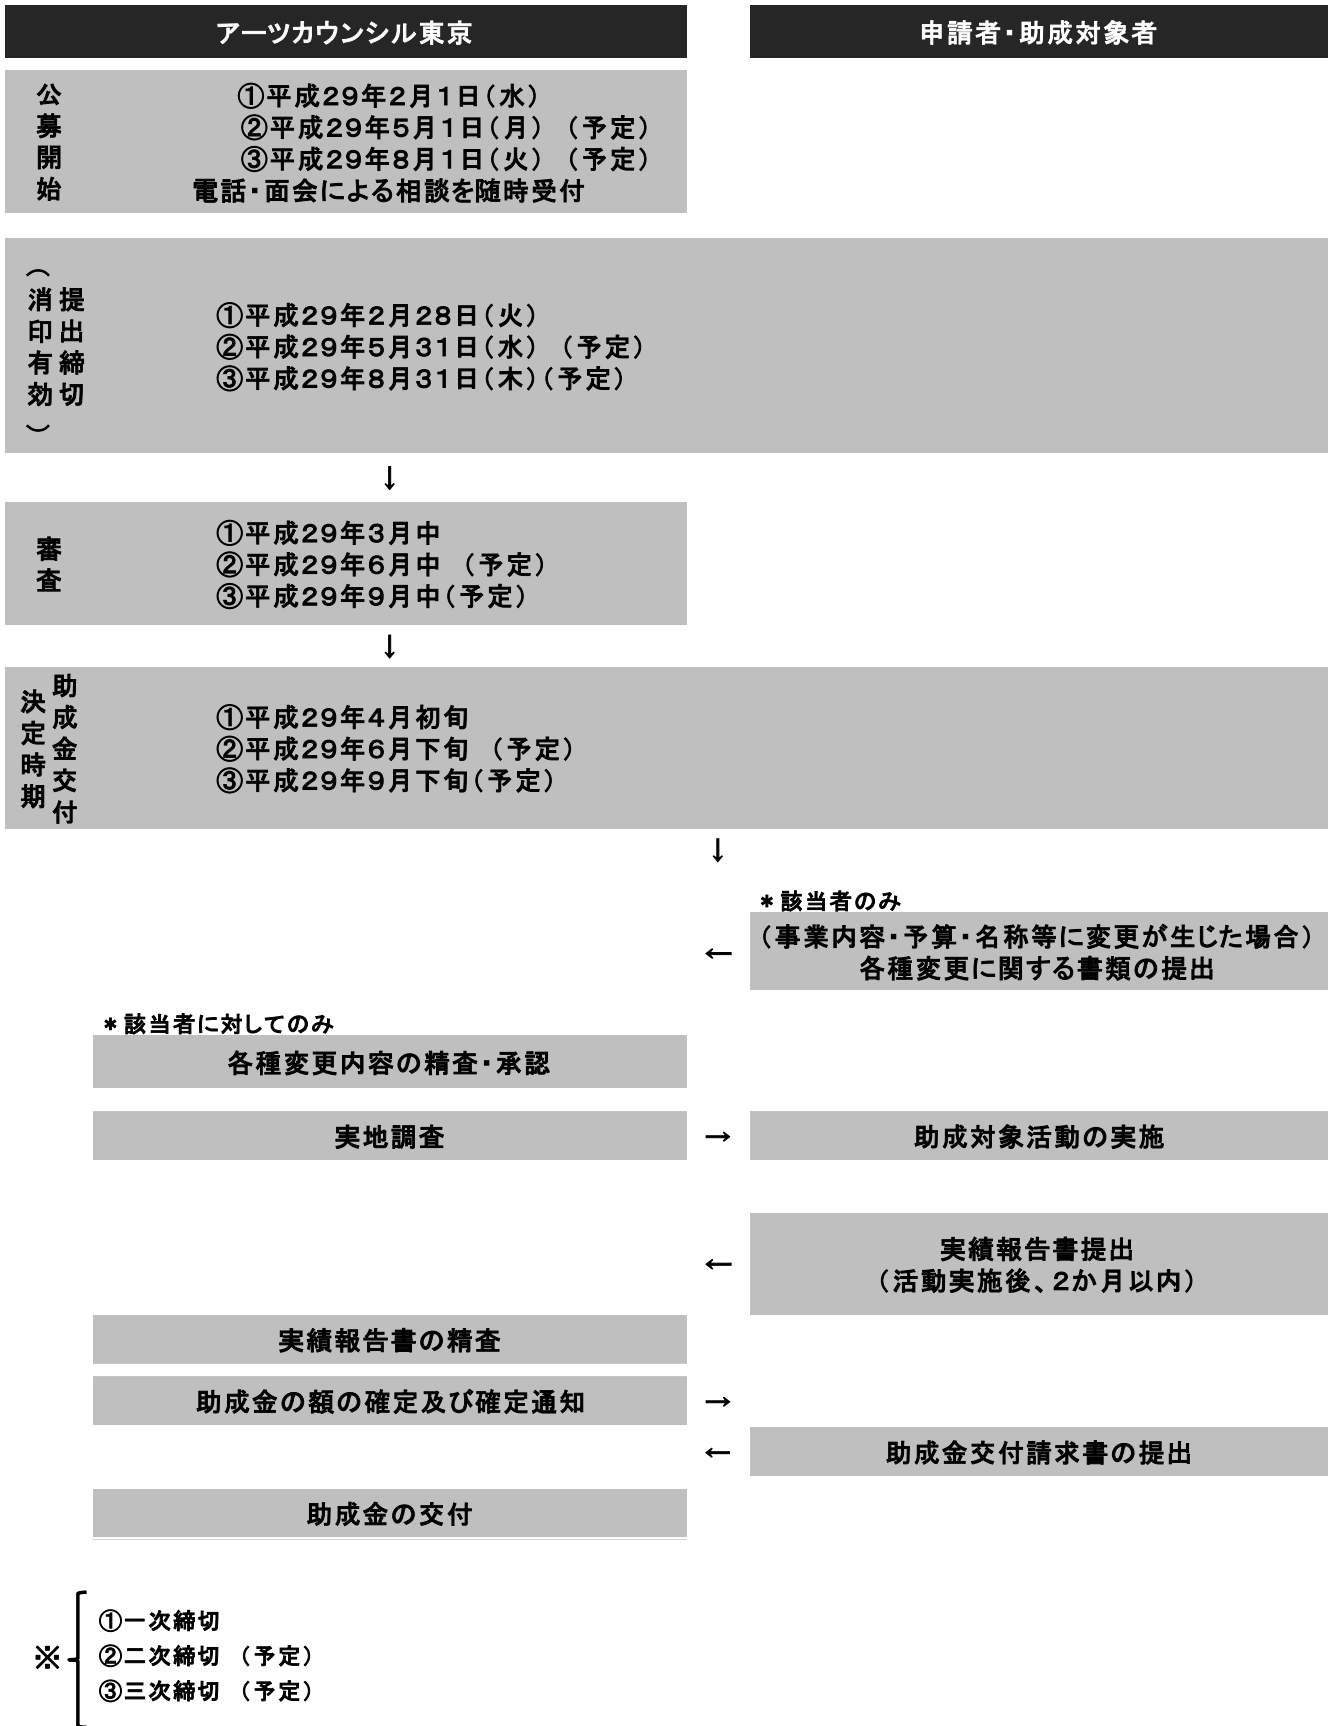 アーツカウンシル東京
申請者・助成対象者
公募開始
①平成29年2月1日(水)
②平成29年5月1日(月) (予定)
③平成29年8月1日(火) (予定)
電話・面会による相談を随時受付
提出締切
(消印有効)
①平成29年2月28日(火)
②平成29年5月31日(水) (予定)
③平成29年8月31日(木)(予定)
↓
審査
①平成29年3月中
②平成29年6月中 (予定)
③平成29年9月中(予定)
↓
助成金交付
決定時期
①平成29年4月初旬
②平成29年6月下旬 (予定)
③平成29年9月下旬(予定)
↓
*該当者のみ
(事業内容・予算・名称等に変更が生じた場合)
← 各種変更に関する書類の提出
*該当者に対してのみ
各種変更内容の精査・承認
実地調査 → 助成対象活動の実施
実績報告書提出
← (活動実施後、2か月以内)
実績報告書の精査
助成金の額の確定及び確定通知 →
← 助成金交付請求書の提出
助成金の交付
※
①一次締切
②二次締切 (予定)
③三次締切 (予定)